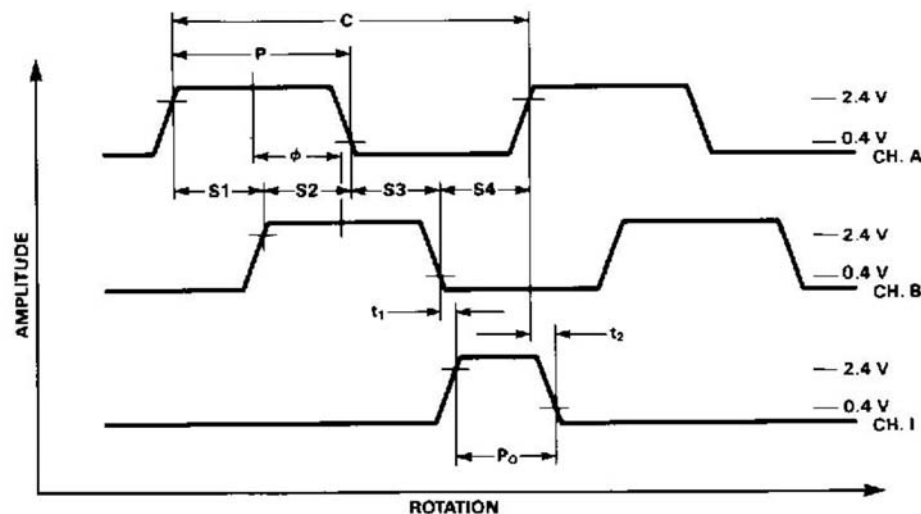 C
P
2.4 V
0.4 V
CH. A
ϕ
S1 S2 S3 S4
2.4 V
0.4 V
CH. B
t₁
t₂
2.4 V
0.4 V
CH. I
P₀
AMPLITUDE
ROTATION